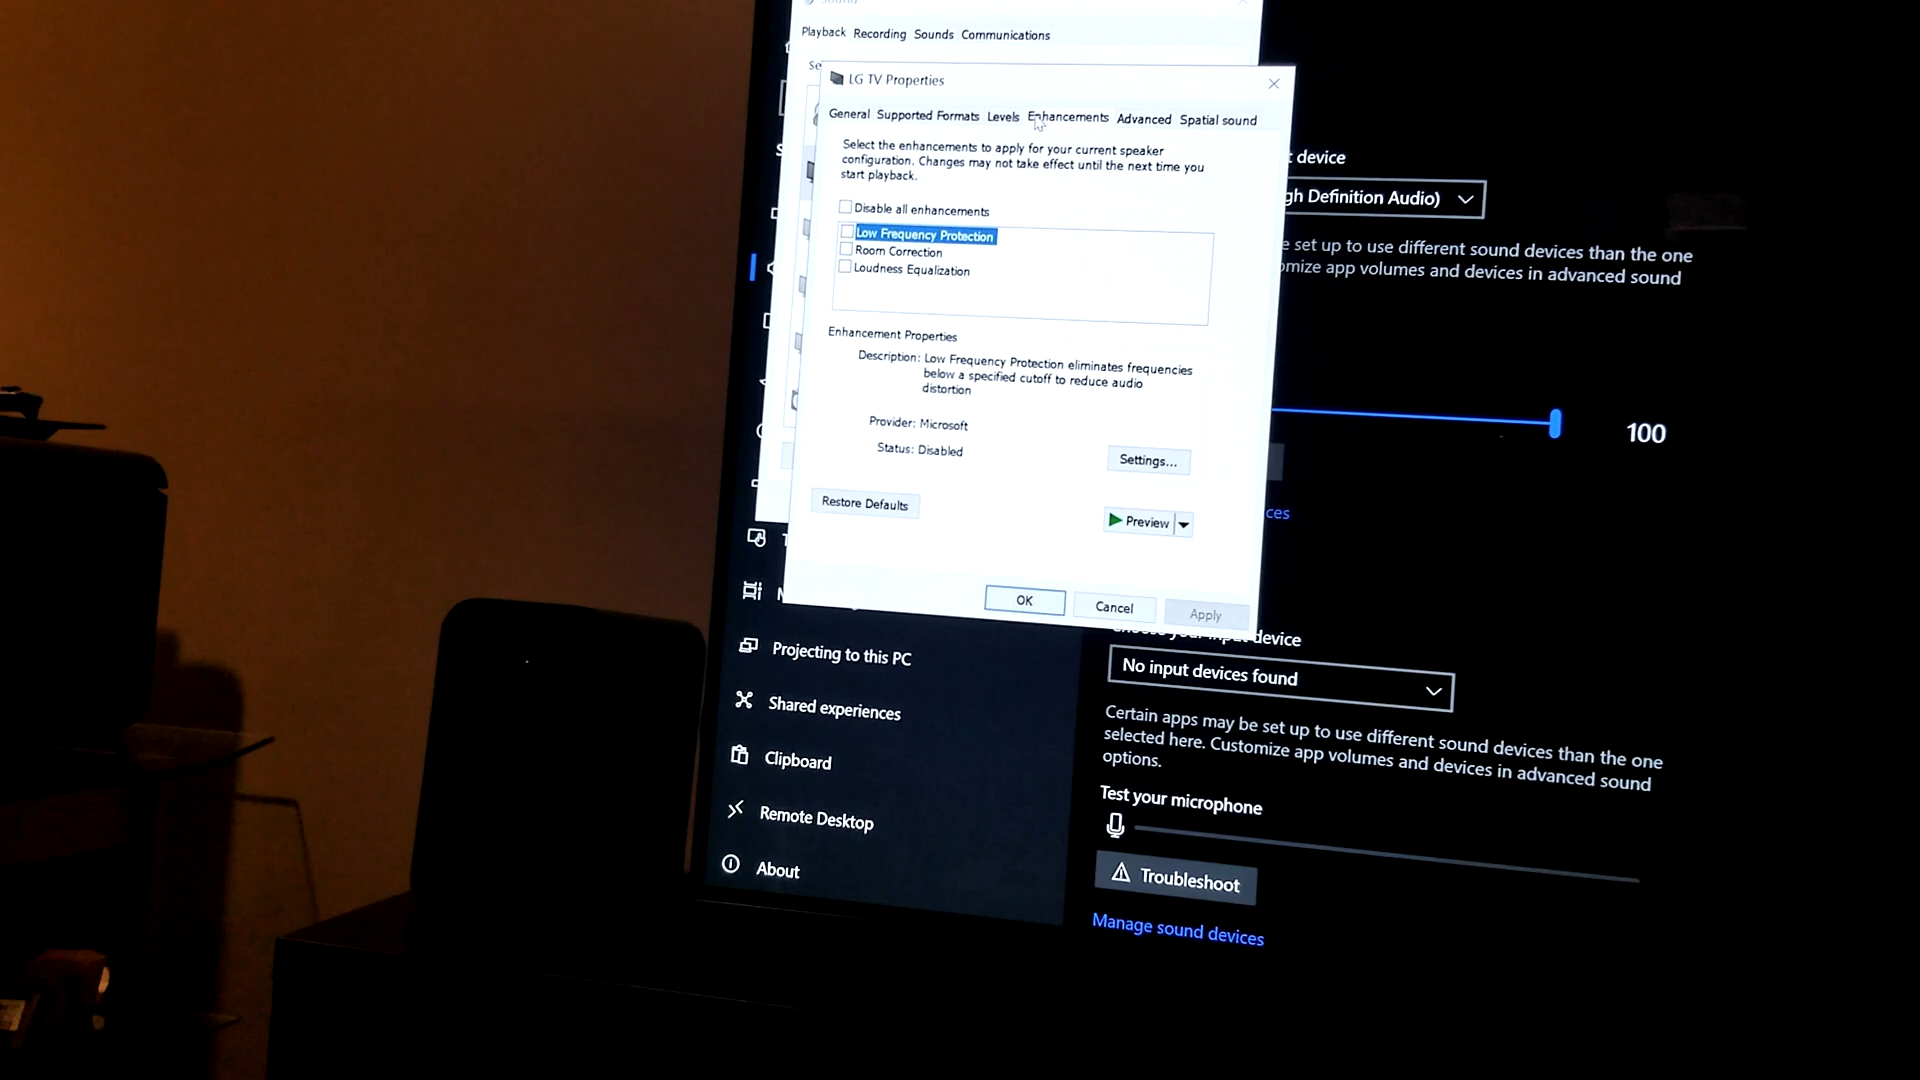 Sound
Playback Recording Sounds Communications
Se
LG TV Properties
General Supported Formats Levels Enhancements Advanced Spatial sound
Select the enhancements to apply for your current speaker
configuration. Changes may not take effect until the next time you
start playback.
Disable all enhancements
Low Frequency Protection
Room Correction
Loudness Equalization
Enhancement Properties
Description: Low Frequency Protection eliminates frequencies
below a specified cutoff to reduce audio
distortion
Provider: Microsoft
Status: Disabled
Settings...
Restore Defaults
Preview
OK Cancel Apply
t device
gh Definition Audio)
e set up to use different sound devices than the one
omize app volumes and devices in advanced sound
100
ces
Projecting to this PC
Shared experiences
Clipboard
Remote Desktop
About
Choose your input device
No input devices found
Certain apps may be set up to use different sound devices than the one
selected here. Customize app volumes and devices in advanced sound
options.
Test your microphone
Troubleshoot
Manage sound devices